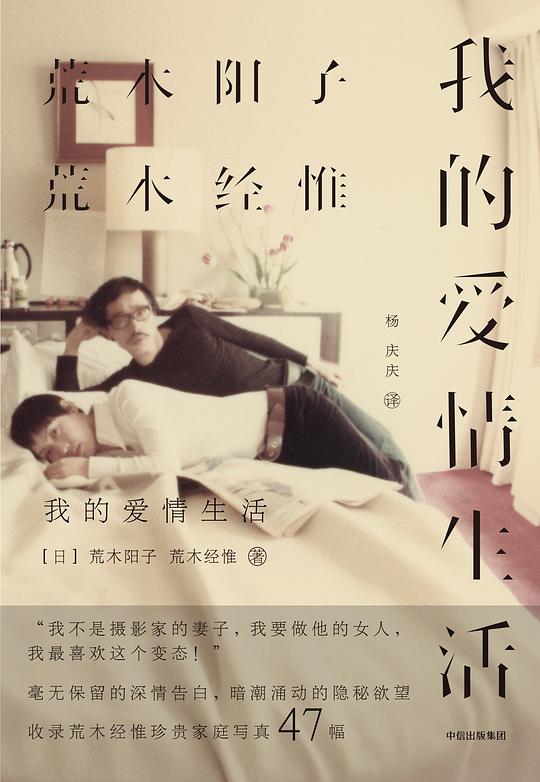 荒木阳子
荒木经惟
我的爱情生活
杨庆庆 译
我的爱情生活
[日] 荒木阳子 荒木经惟 著
“我不是摄影家的妻子，我要做他的女人，
我最喜欢这个变态！”
毫无保留的深情告白，暗潮涌动的隐秘欲望
收录荒木经惟珍贵家庭写真47幅
中信出版集团